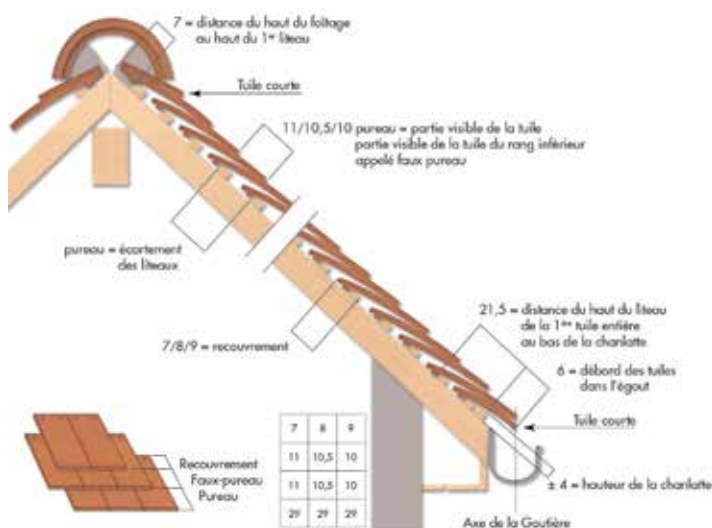 7 = distance du haut du faîtage
au haut du 1er liteau
Tuile courte
11/10,5/10 pureau = partie visible de la tuile
partie visible de la tuile du rang inférieur
appelé faux pureau
pureau = écartement
des liteaux
21,5 = distance du haut du liteau
de la 1ère tuile entière
au bas de la chanlatte
7/8/9 = recouvrement
6 = débord des tuiles
dans l'égout
Tuile courte
Recouvrement
Faux-pureau
Pureau
7 8 9
11 10,5 10
11 10,5 10
29 29 29
± 4 = hauteur de la chanlatte
Axe de la Goutière